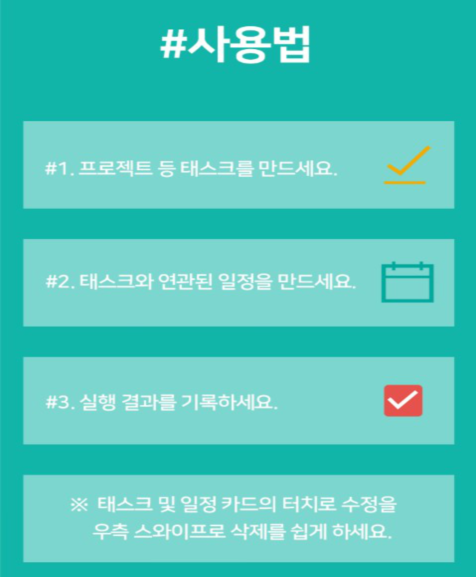 #사용법
#1. 프로젝트 등 태스크를 만드세요.
#2. 태스크와 연관된 일정을 만드세요.
#3. 실행 결과를 기록하세요.
※ 태스크 및 일정 카드의 터치로 수정을
우측 스와이프로 삭제를 쉽게 하세요.